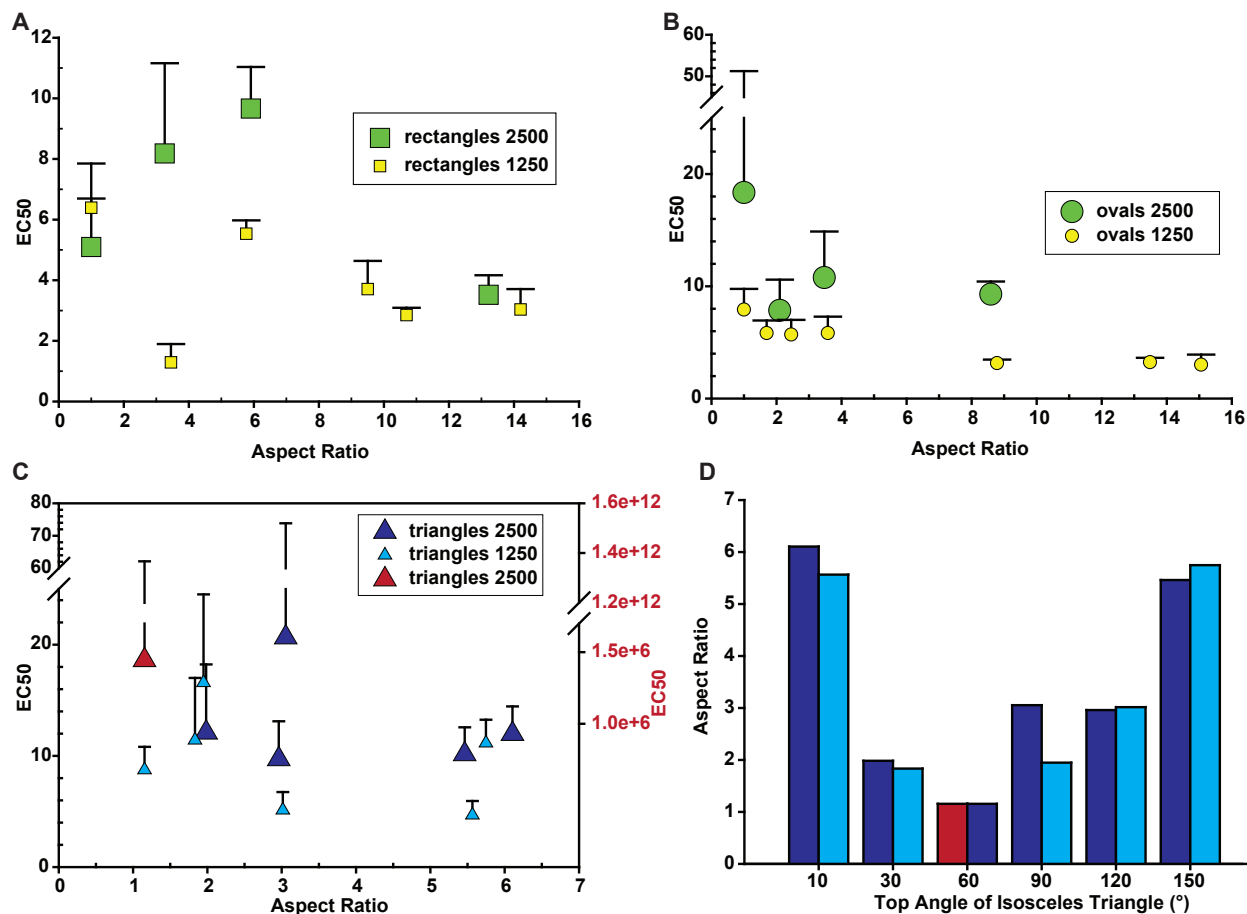 A
12
10
8
6
4
2
0
EC50
0 2 4 6 8 10 12 14 16
Aspect Ratio
rectangles 2500
rectangles 1250
B
60
50
20
10
0
EC50
0 2 4 6 8 10 12 14 16
Aspect Ratio
ovals 2500
ovals 1250
C
80
70
60
20
10
0
EC50
0 1 2 3 4 5 6 7
Aspect Ratio
triangles 2500
triangles 1250
triangles 2500
1.6e+12
1.4e+12
1.2e+12
1.5e+6
1.0e+6
EC50
D
7
6
5
4
3
2
1
0
Aspect Ratio
10 30 60 90 120 150
Top Angle of Isosceles Triangle (°)